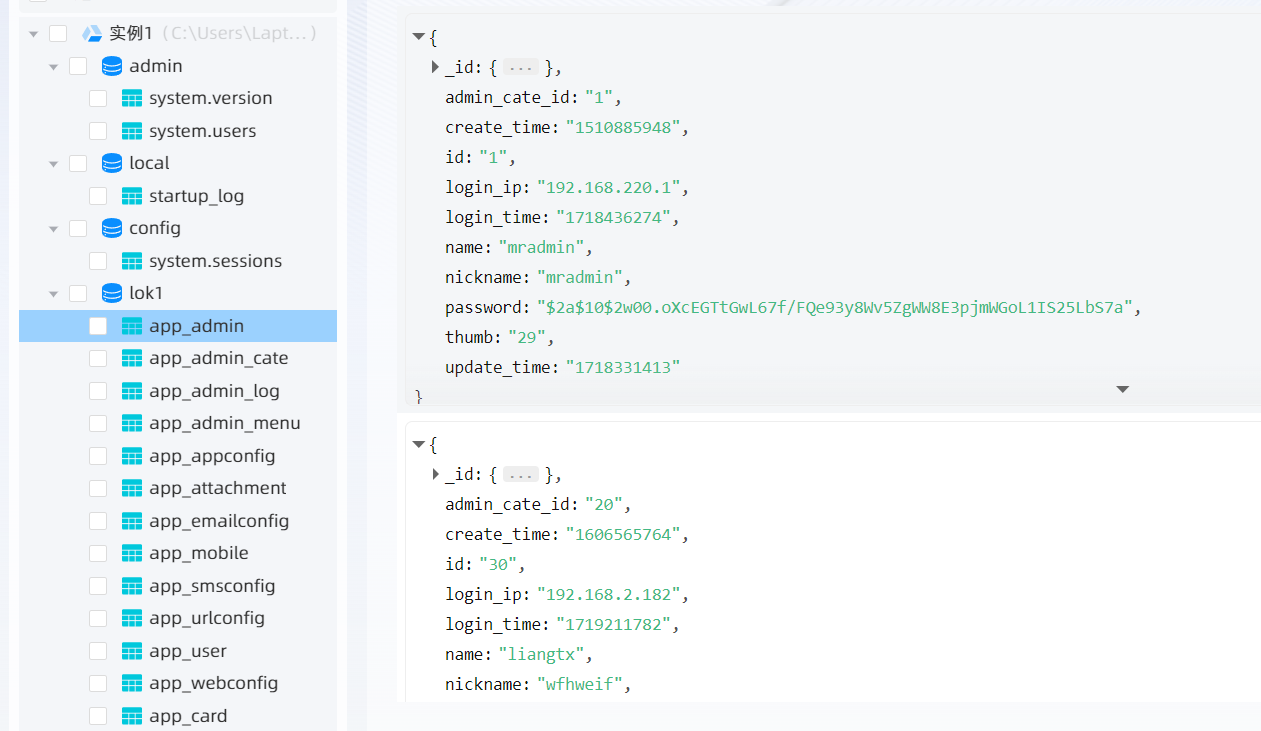 实例1 (C:\Users\Lapt...)
admin
system.version
system.users
local
startup_log
config
system.sessions
lok1
app_admin
app_admin_cate
app_admin_log
app_admin_menu
app_appconfig
app_attachment
app_emailconfig
app_mobile
app_smsconfig
app_urlconfig
app_user
app_webconfig
app_card
{
_id: { ... },
admin_cate_id: "1",
create_time: "1510885948",
id: "1",
login_ip: "192.168.220.1",
login_time: "1718436274",
name: "mradmin",
nickname: "mradmin",
password: "$2a$10$2w00.oXcEGTtGwL67f/FQe93y8Wv5ZgWW8E3pjmWGoL1IS25LbS7a",
thumb: "29",
update_time: "1718331413"
}
{
_id: { ... },
admin_cate_id: "20",
create_time: "1606565764",
id: "30",
login_ip: "192.168.2.182",
login_time: "1719211782",
name: "liangtx",
nickname: "wfhweif",